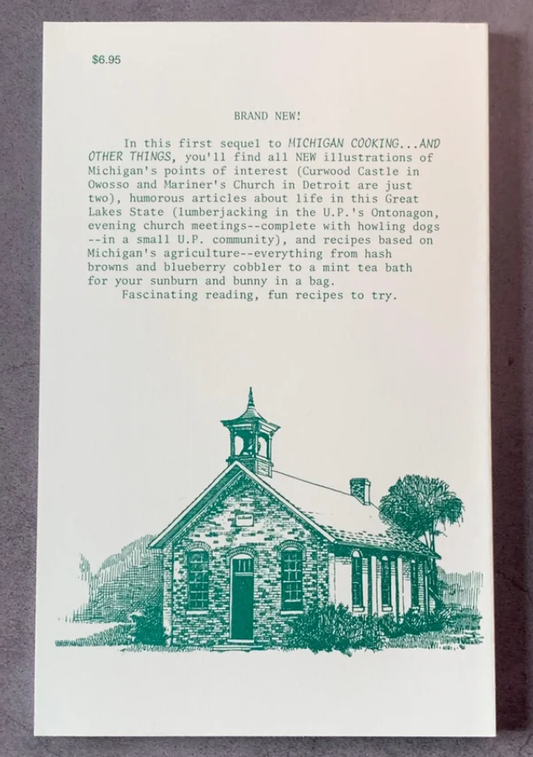 $6.95
BRAND NEW!
In this first sequel to MICHIGAN COOKING...AND
OTHER THINGS, you'll find all NEW illustrations of
Michigan's points of interest (Curwood Castle in
Owosso and Mariner's Church in Detroit are just
two), humorous articles about life in this Great
Lakes State (lumberjacking in the U.P.'s Ontonagon,
evening church meetings--complete with howling dogs
--in a small U.P. community), and recipes based on
Michigan's agriculture--everything from hash
browns and blueberry cobbler to a mint tea bath
for your sunburn and bunny in a bag.
Fascinating reading, fun recipes to try.